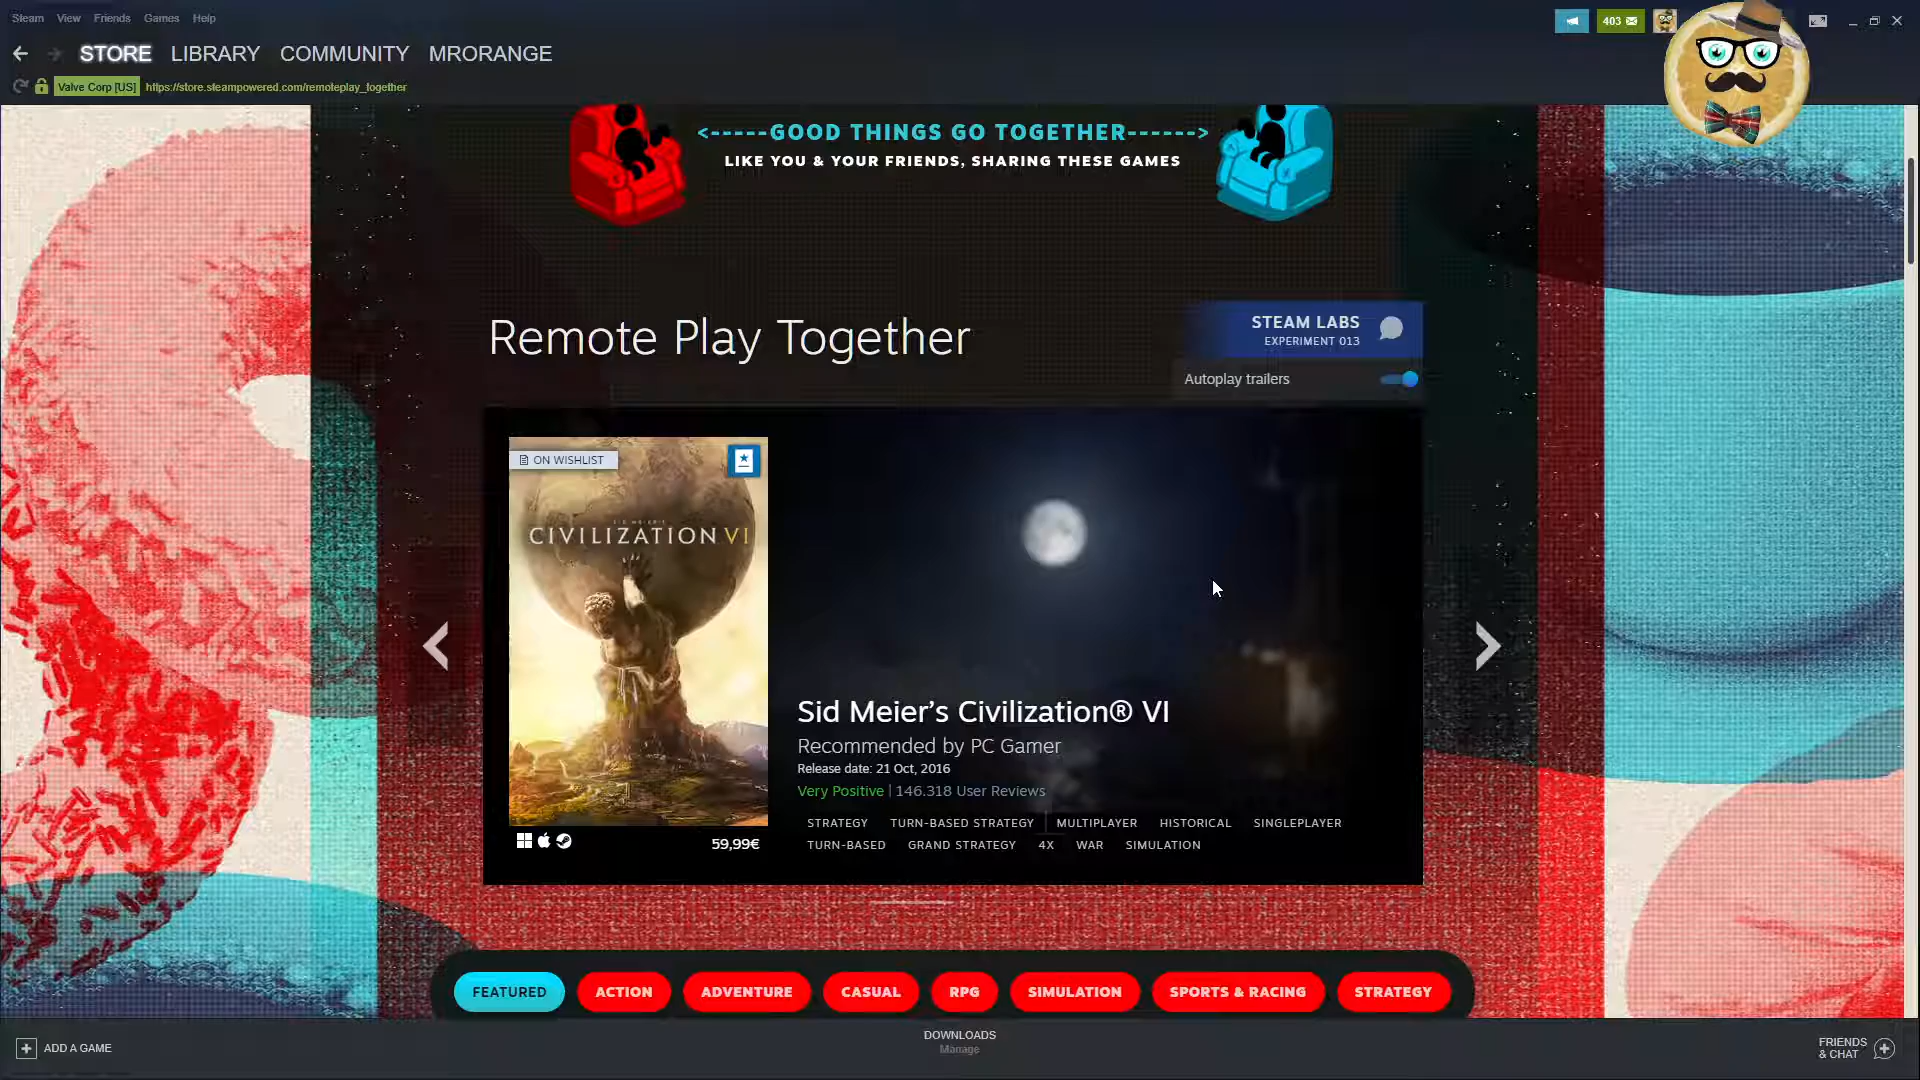 Steam View Friends Games Help
403
STORE LIBRARY COMMUNITY MRORANGE
Valve Corp [US] https://store.steampowered.com/remoteplay_together
<-----GOOD THINGS GO TOGETHER------>
LIKE YOU & YOUR FRIENDS, SHARING THESE GAMES
Remote Play Together
STEAM LABS
EXPERIMENT 013
Autoplay trailers
ON WISHLIST
SID MEIER'S
CIVILIZATION VI
Sid Meier’s Civilization® VI
Recommended by PC Gamer
Release date: 21 Oct, 2016
Very Positive | 146.318 User Reviews
STRATEGY TURN-BASED STRATEGY MULTIPLAYER HISTORICAL SINGLEPLAYER
TURN-BASED GRAND STRATEGY 4X WAR SIMULATION
59,99€
FEATURED ACTION ADVENTURE CASUAL RPG SIMULATION SPORTS & RACING STRATEGY
ADD A GAME
DOWNLOADS
Manage
FRIENDS
& CHAT